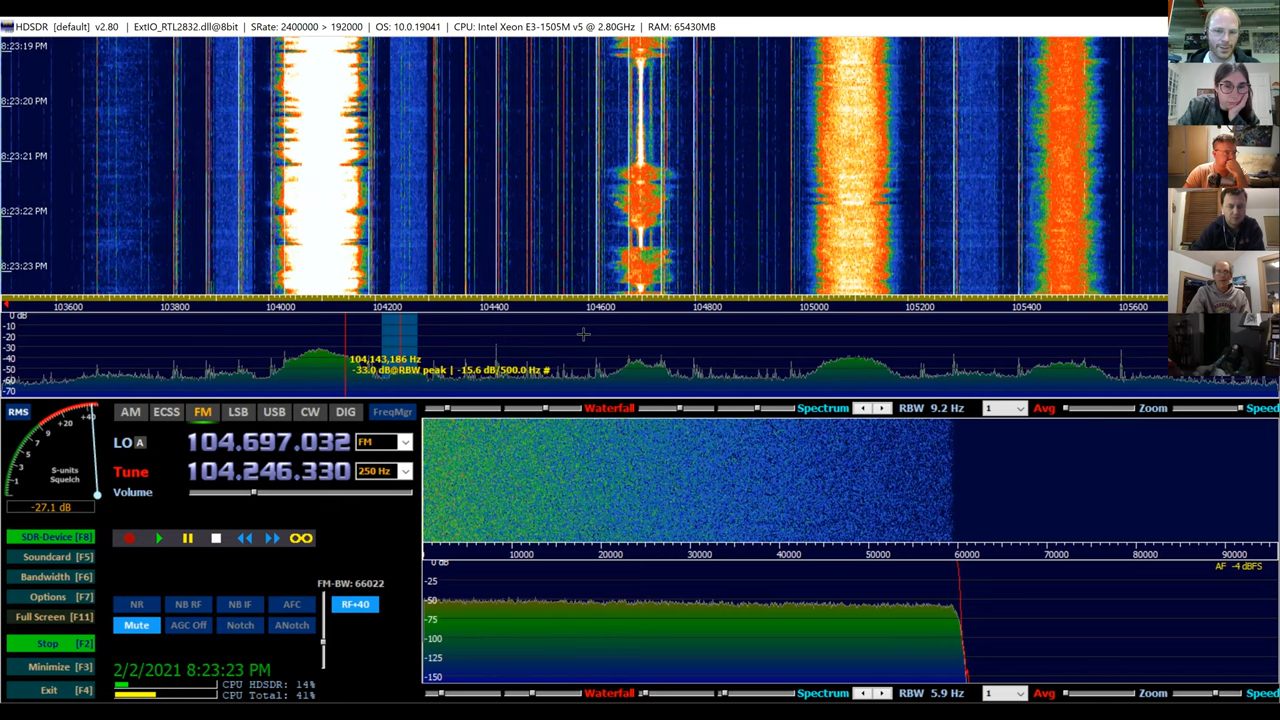 HDSDR [default] v2.80 | ExtIO_RTL2832.dll@8bit | SRate: 2400000 > 192000 | OS: 10.0.19041 | CPU: Intel Xeon E3-1505M v5 @ 2.80GHz | RAM: 65430MB
8:23:19 PM
8:23:20 PM
8:23:21 PM
8:23:22 PM
8:23:23 PM
103600 103800 104000 104200 104400 104600 104800 105000 105200 105400 105600
0 dB
-10
-20
-30
-40
-50
-60
-70
104,143,186 Hz
-33.0 dB@RBW peak | -15.6 dB/500.0 Hz #
RMS
+20 +40
9
7
5
3
1
S-units
Squelch
-27.1 dB
AM ECSS FM LSB USB CW DIG FreqMgr
LO A 104.697.032 FM
Tune 104.246.330 250 Hz
Volume
Waterfall Spectrum RBW 9.2 Hz 1 Avg Zoom Speed
SDR-Device [F8]
Soundcard [F5]
Bandwidth [F6]
Options [F7]
Full Screen [F11]
Stop [F2]
Minimize [F3]
Exit [F4]
FM-BW: 66022
NR NB RF NB IF AFC RF+40
Mute AGC Off Notch ANotch
2/2/2021 8:23:23 PM
CPU HDSDR: 14%
CPU Total: 41%
10000 20000 30000 40000 50000 60000 70000 80000 90000
0 dB
-25
-50
-75
-100
-125
-150
AF -4 dBFS
Waterfall Spectrum RBW 5.9 Hz 1 Avg Zoom Speed